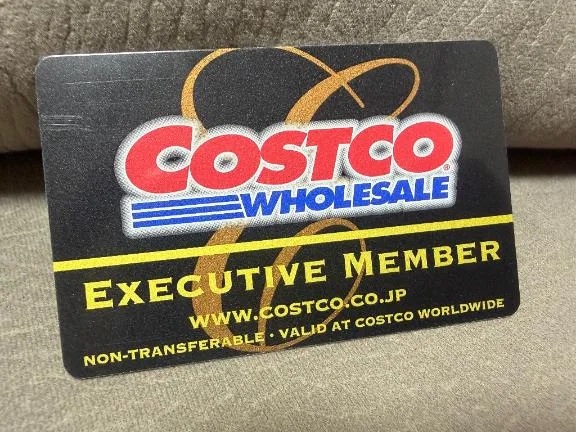 COSTCO
WHOLESALE
EXECUTIVE MEMBER
WWW.COSTCO.CO.JP
NON-TRANSFERABLE · VALID AT COSTCO WORLDWIDE